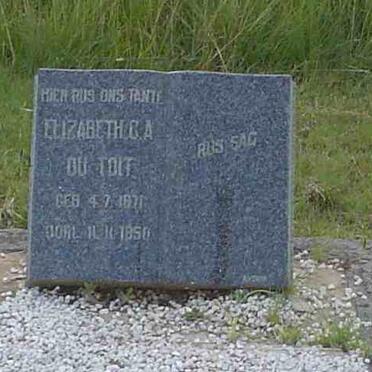 HIER RUS ONS TANTE
ELIZABETH C.A
DU TOIT
GEB. 4.7.1871
OORL. 11.11.1950
RUS SAG